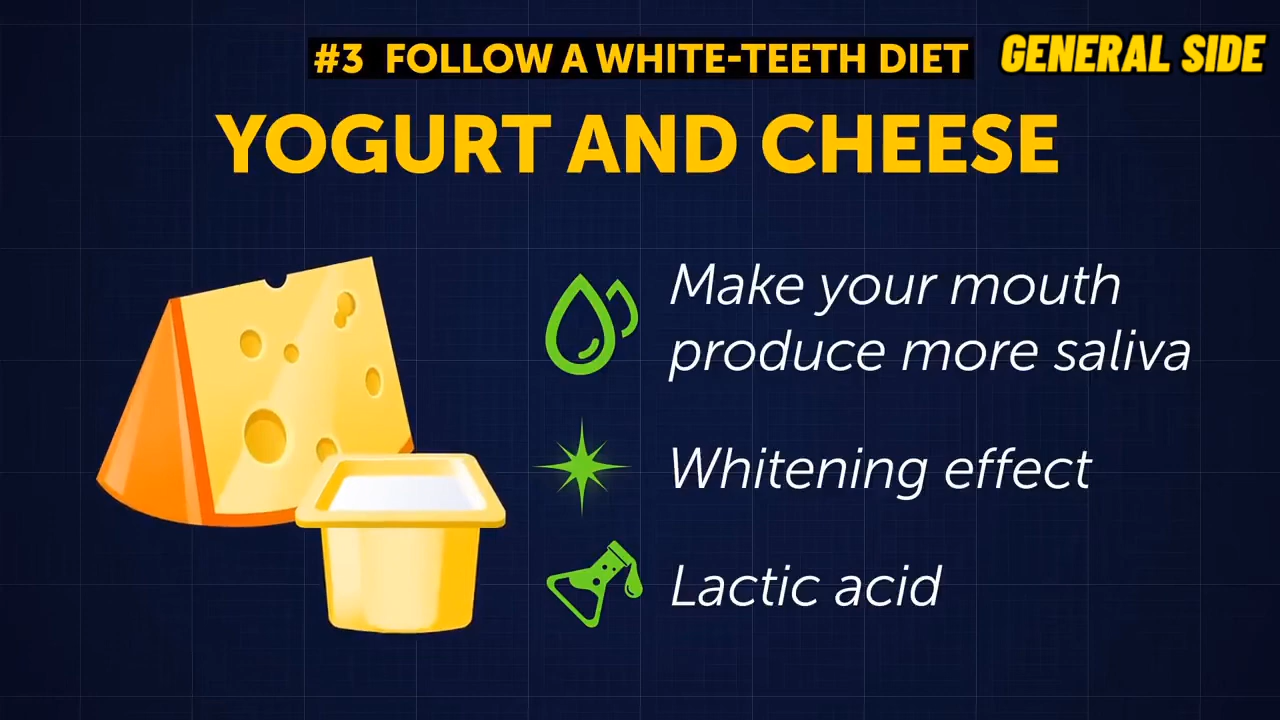 #3 FOLLOW A WHITE-TEETH DIET
GENERAL SIDE
YOGURT AND CHEESE
Make your mouth
produce more saliva
Whitening effect
Lactic acid